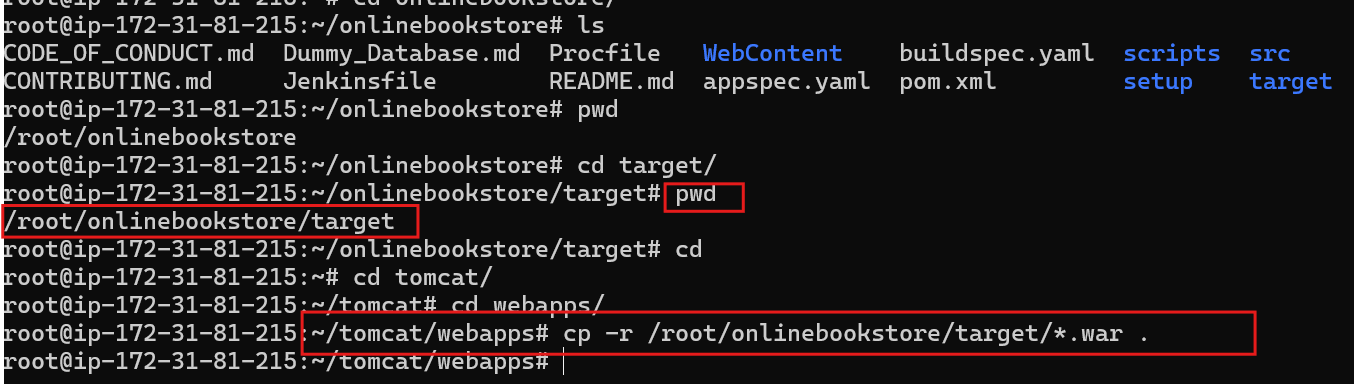 root@ip-172-31-81-215:~# cd onlinebookstore/
root@ip-172-31-81-215:~/onlinebookstore# ls
CODE_OF_CONDUCT.md  Dummy_Database.md  Procfile   WebContent    buildspec.yaml  scripts  src
CONTRIBUTING.md     Jenkinsfile        README.md  appspec.yaml  pom.xml         setup    target
root@ip-172-31-81-215:~/onlinebookstore# pwd
/root/onlinebookstore
root@ip-172-31-81-215:~/onlinebookstore# cd target/
root@ip-172-31-81-215:~/onlinebookstore/target# pwd
/root/onlinebookstore/target
root@ip-172-31-81-215:~/onlinebookstore/target# cd
root@ip-172-31-81-215:~# cd tomcat/
root@ip-172-31-81-215:~/tomcat# cd webapps/
root@ip-172-31-81-215:~/tomcat/webapps# cp -r /root/onlinebookstore/target/*.war .
root@ip-172-31-81-215:~/tomcat/webapps#